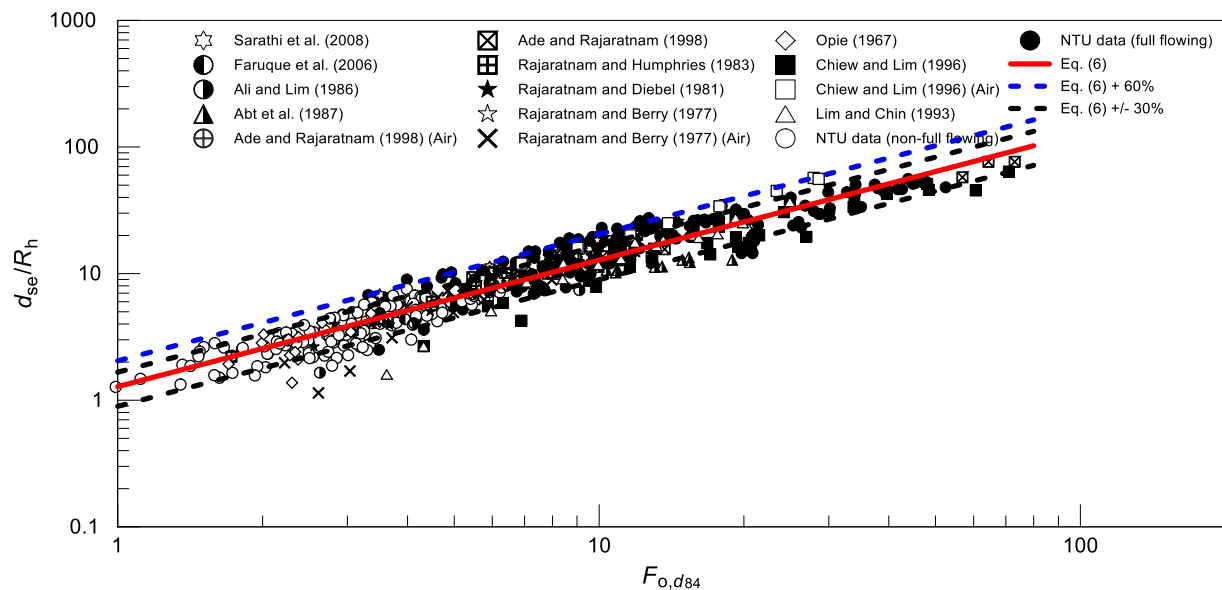 1000
100
10
1
0.1
dse/Rh
Sarathi et al. (2008)
Faruque et al. (2006)
Ali and Lim (1986)
Abt et al. (1987)
Ade and Rajaratnam (1998) (Air)
Ade and Rajaratnam (1998)
Rajaratnam and Humphries (1983)
Rajaratnam and Diebel (1981)
Rajaratnam and Berry (1977)
Rajaratnam and Berry (1977) (Air)
Opie (1967)
Chiew and Lim (1996)
Chiew and Lim (1996) (Air)
Lim and Chin (1993)
NTU data (non-full flowing)
NTU data (full flowing)
Eq. (6)
Eq. (6) + 60%
Eq. (6) +/- 30%
1 10 100
Fo,d84